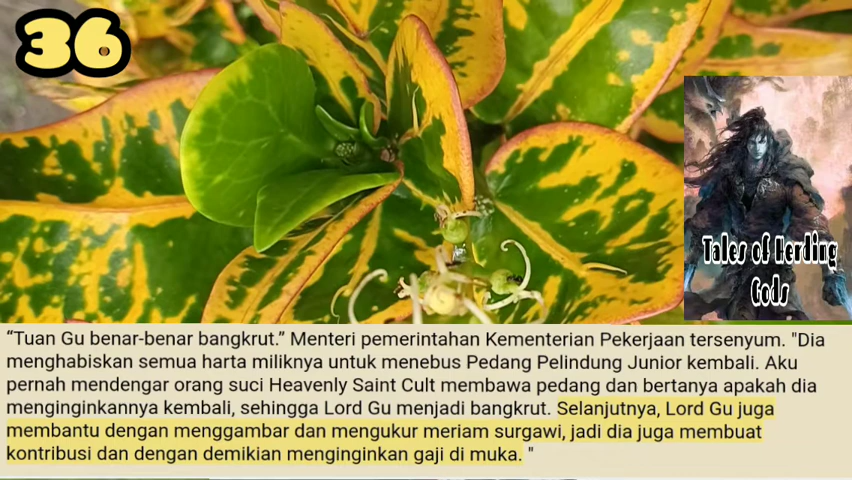 36
Tales of Herding
Gods
“Tuan Gu benar-benar bangkrut.” Menteri pemerintahan Kementerian Pekerjaan tersenyum. "Dia
menghabiskan semua harta miliknya untuk menebus Pedang Pelindung Junior kembali. Aku
pernah mendengar orang suci Heavenly Saint Cult membawa pedang dan bertanya apakah dia
menginginkannya kembali, sehingga Lord Gu menjadi bangkrut. Selanjutnya, Lord Gu juga
membantu dengan menggambar dan mengukur meriam surgawi, jadi dia juga membuat
kontribusi dan dengan demikian menginginkan gaji di muka. "